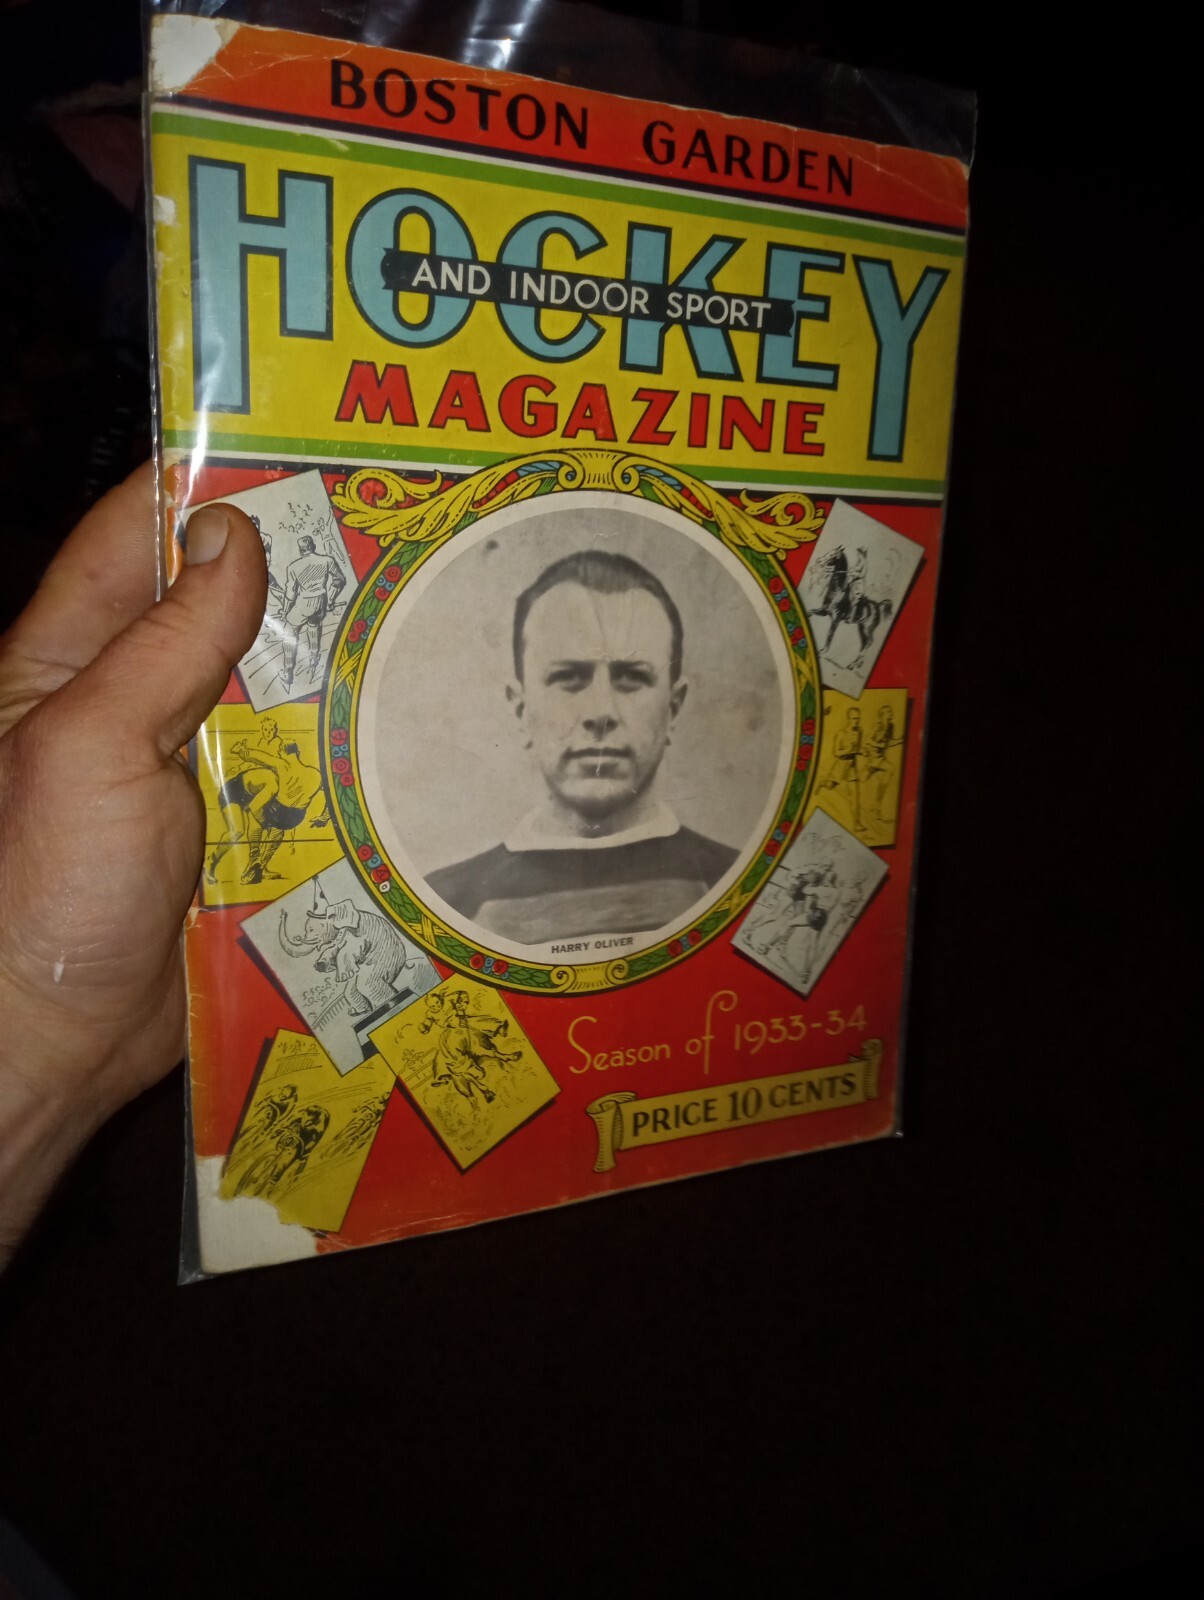 BOSTON GARDEN
HOCKEY
AND INDOOR SPORT
MAGAZINE
HARRY OLIVER
Season of 1933-34
PRICE 10 CENTS